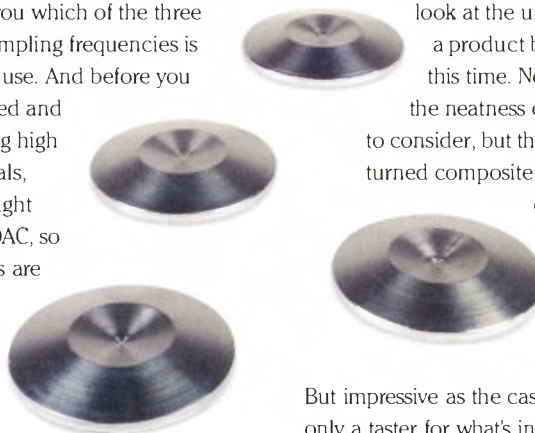 you which of the three
mpling frequencies is
use. And before you
ed and
g high
als,
ight
DAC, so
s are
look at the u
a product b
this time. N
the neatness
to consider, but th
turned composite
But impressive as the cas
only a taster for what's in